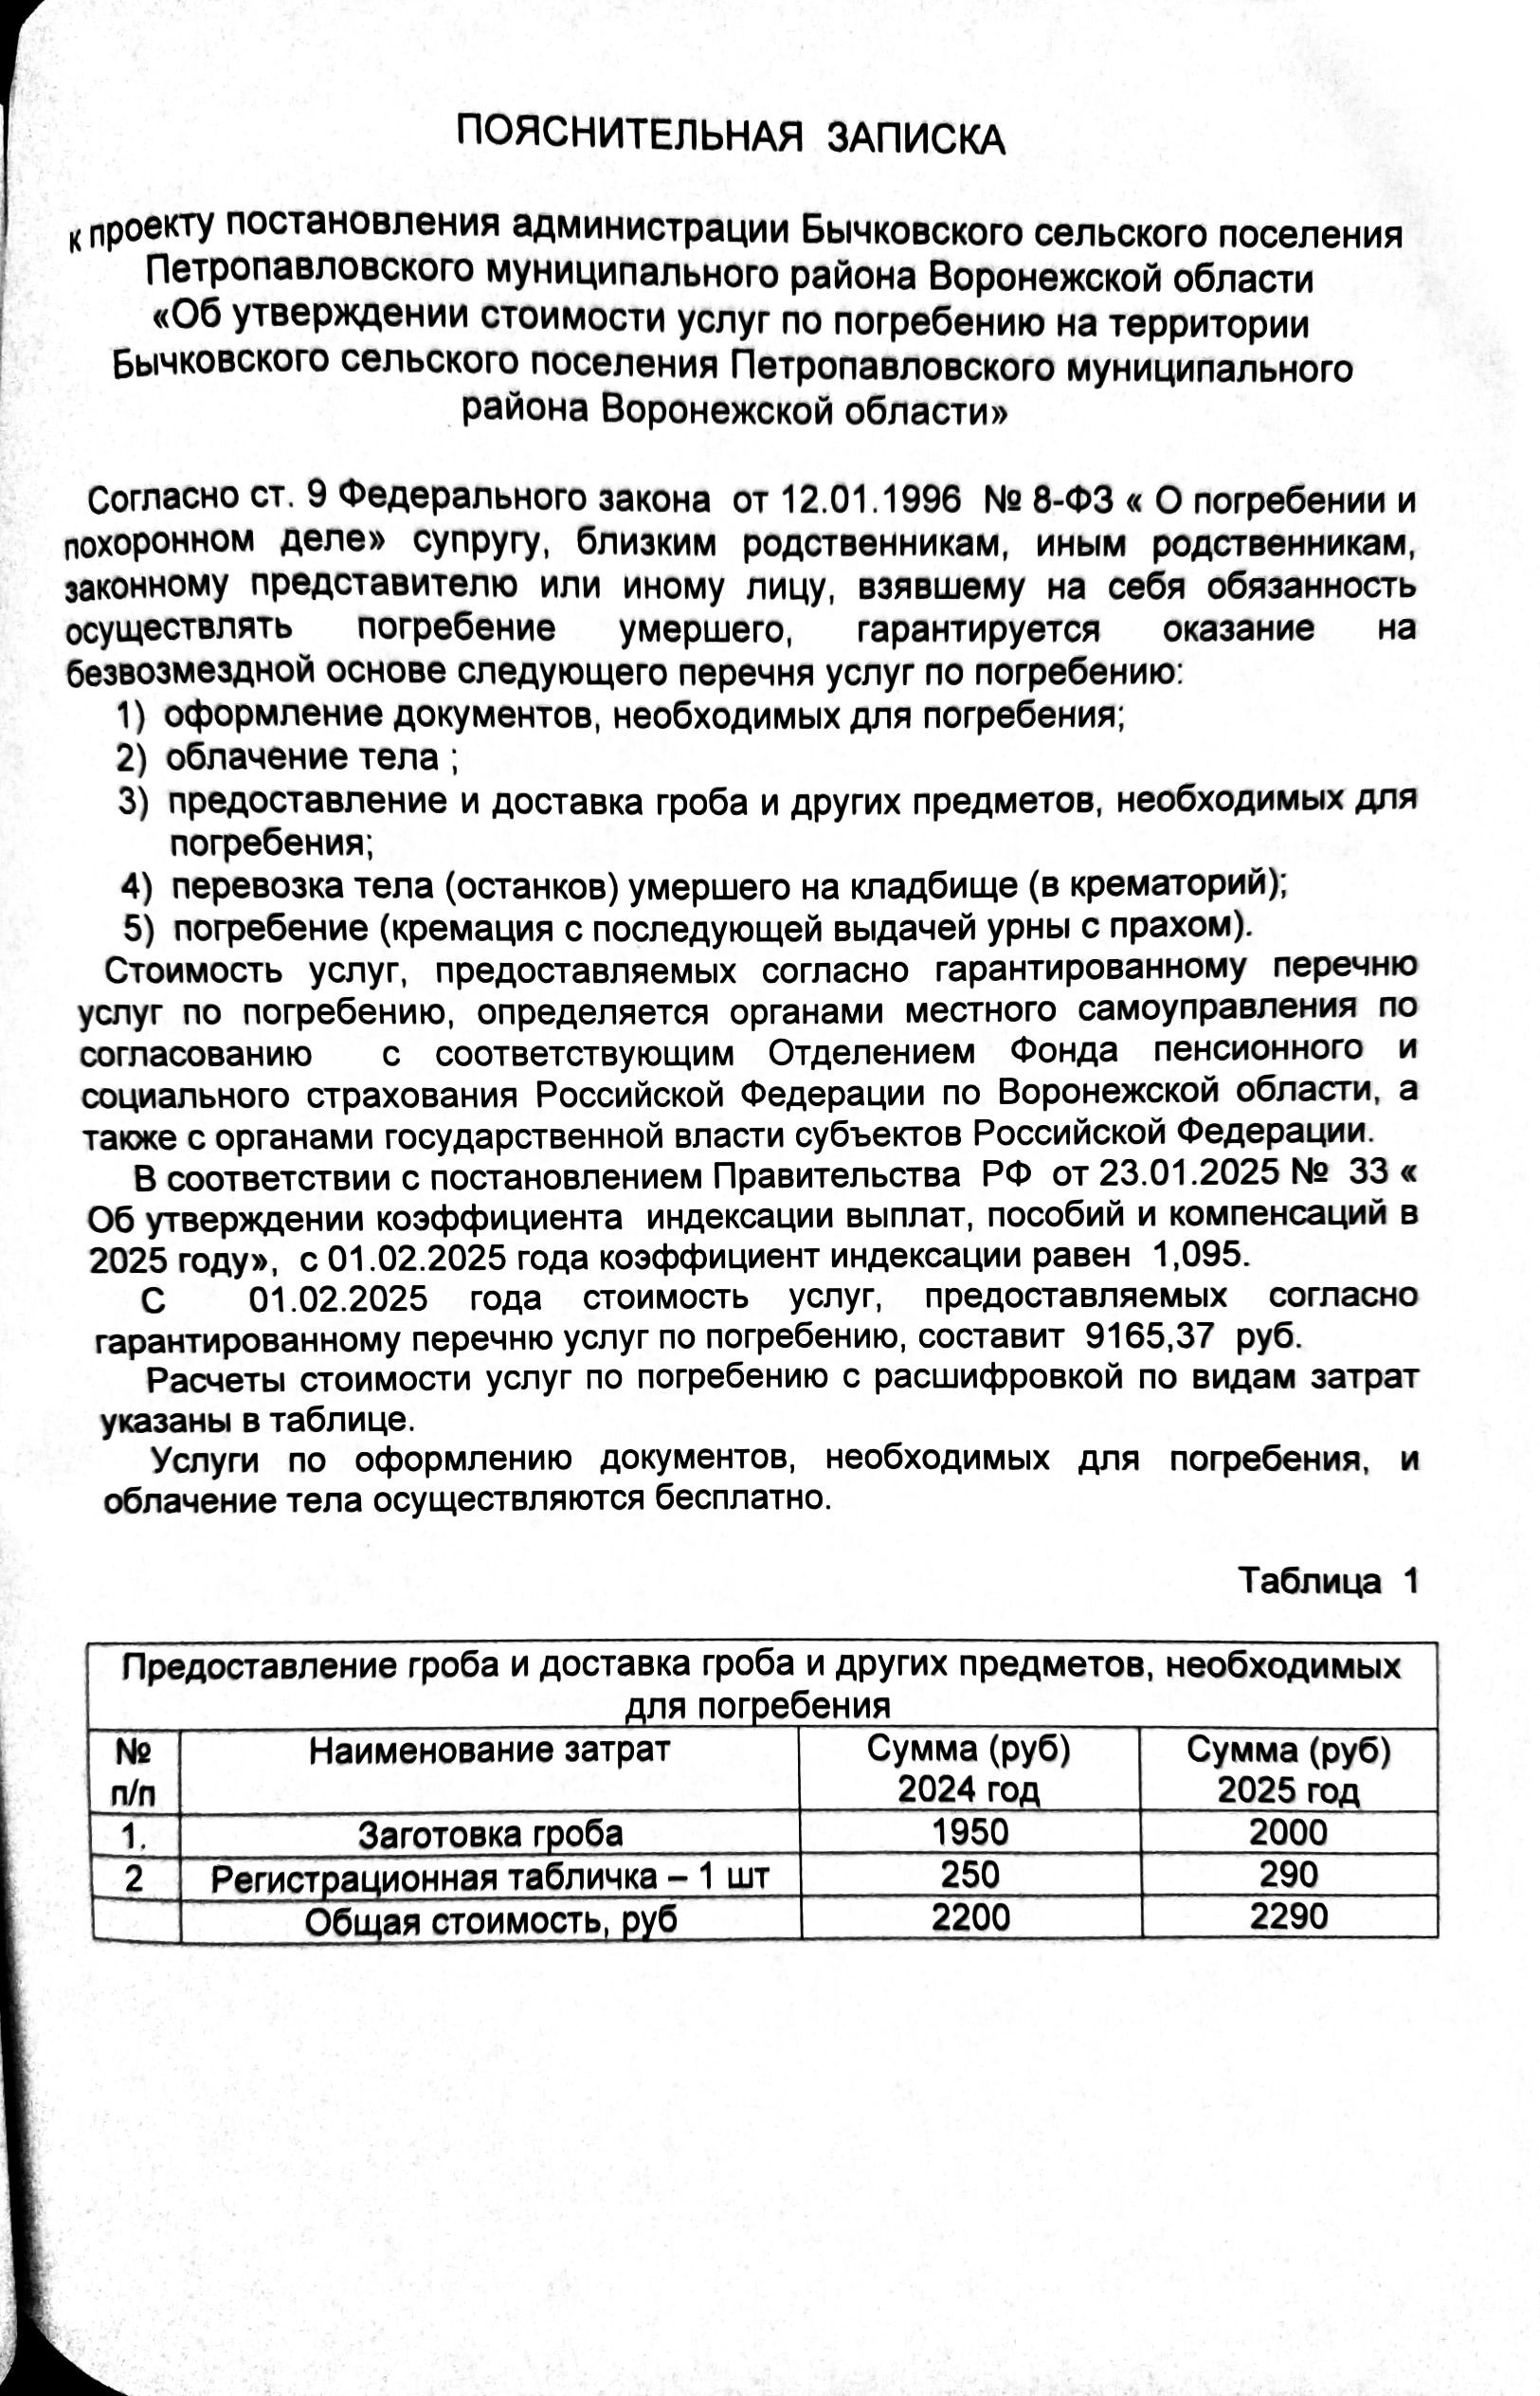 ПОЯСНИТЕЛЬНАЯ ЗАПИСКА
к проекту постановления администрации Бычковского сельского поселения
Петропавловского муниципального района Воронежской области
«Об утверждении стоимости услуг по погребению на территории
Бычковского сельского поселения Петропавловского муниципального
района Воронежской области»
Согласно ст. 9 Федерального закона от 12.01.1996 № 8-ФЗ « О погребении и
похоронном деле» супругу, близким родственникам, иным родственникам,
законному представителю или иному лицу, взявшему на себя обязанность
осуществлять погребение умершего, гарантируется оказание на
безвозмездной основе следующего перечня услуг по погребению:
1) оформление документов, необходимых для погребения;
2) облачение тела ;
3) предоставление и доставка гроба и других предметов, необходимых для
погребения;
4) перевозка тела (останков) умершего на кладбище (в крематорий);
5) погребение (кремация с последующей выдачей урны с прахом).
Стоимость услуг, предоставляемых согласно гарантированному перечню
услуг по погребению, определяется органами местного самоуправления по
согласованию с соответствующим Отделением Фонда пенсионного и
социального страхования Российской Федерации по Воронежской области, а
также с органами государственной власти субъектов Российской Федерации.
В соответствии с постановлением Правительства РФ от 23.01.2025 № 33 «
Об утверждении коэффициента индексации выплат, пособий и компенсаций в
2025 году», с 01.02.2025 года коэффициент индексации равен 1,095.
С 01.02.2025 года стоимость услуг, предоставляемых согласно
гарантированному перечню услуг по погребению, составит 9165,37 руб.
Расчеты стоимости услуг по погребению с расшифровкой по видам затрат
указаны в таблице.
Услуги по оформлению документов, необходимых для погребения, и
облачение тела осуществляются бесплатно.
Таблица 1
Предоставление гроба и доставка гроба и других предметов, необходимых
для погребения
№ Наименование затрат Сумма (руб) Сумма (руб)
п/п 2024 год 2025 год
1. Заготовка гроба 1950 2000
2 Регистрационная табличка – 1 шт 250 290
Общая стоимость, руб 2200 2290